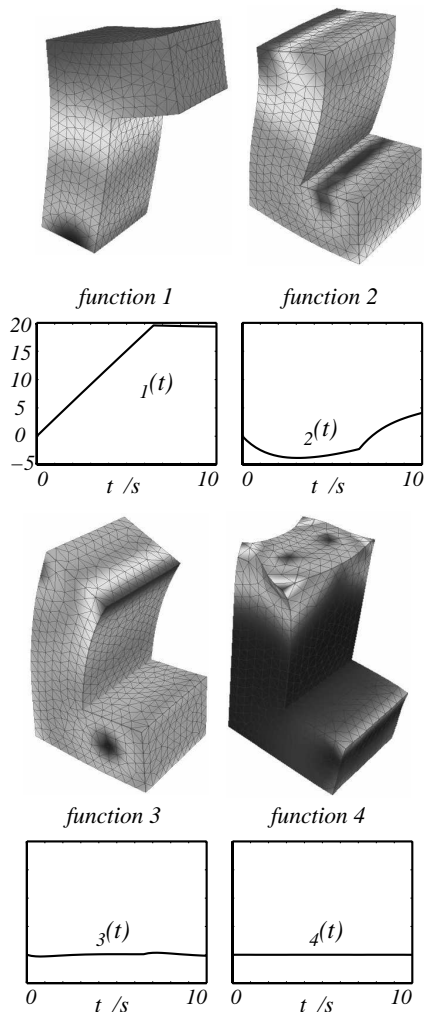 function 1
function 2
20
15
10
5
0
−5
1(t)
2(t)
0
10
0
10
t /s
t /s
function 3
function 4
3(t)
4(t)
0
10
0
10
t /s
t /s